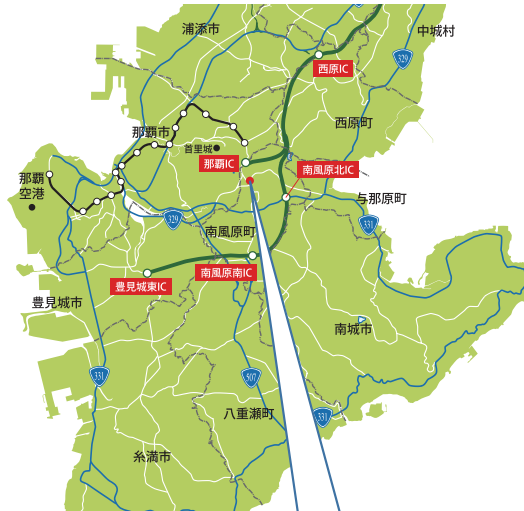 浦添市
中城村
329
西原IC
西原町
那覇市
首里城
那覇IC
南風原北IC
那覇
空港
与那原町
329
331
南風原町
南風原南IC
豊見城東IC
豊見城市
南城市
331
507
八重瀬町
331
糸満市